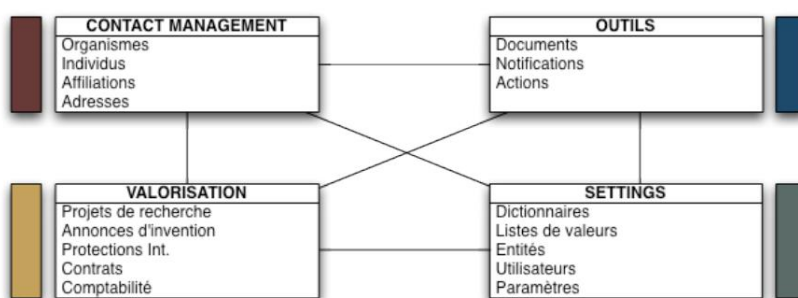 CONTACT MANAGEMENT
Organismes
Individus
Affiliations
Adresses
OUTILS
Documents
Notifications
Actions
VALORISATION
Projets de recherche
Annonces d'invention
Protections Int.
Contrats
Comptabilité
SETTINGS
Dictionnaires
Listes de valeurs
Entités
Utilisateurs
Paramètres